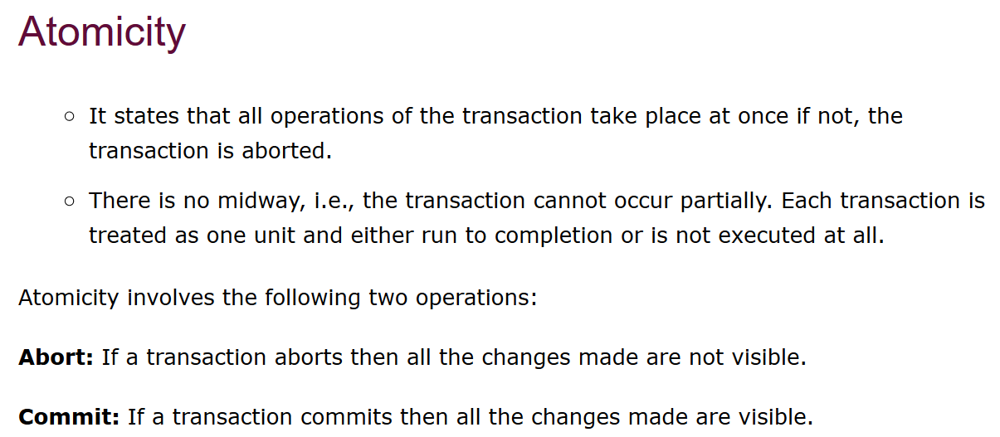 Atomicity
○ It states that all operations of the transaction take place at once if not, the
transaction is aborted.
○ There is no midway, i.e., the transaction cannot occur partially. Each transaction is
treated as one unit and either run to completion or is not executed at all.
Atomicity involves the following two operations:
Abort: If a transaction aborts then all the changes made are not visible.
Commit: If a transaction commits then all the changes made are visible.